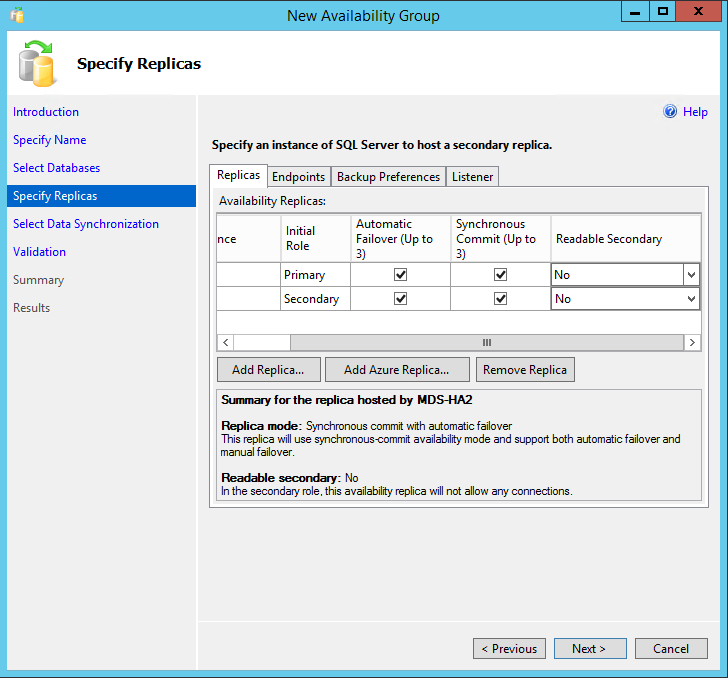 New Availability Group
X
Specify Replicas
Introduction
Specify Name
Select Databases
Specify Replicas
Select Data Synchronization
Validation
Summary
Results
Help
Specify an instance of SQL Server to host a secondary replica.
Replicas Endpoints Backup Preferences Listener
Availability Replicas:
nce
Initial
Role
Automatic
Failover (Up to
3)
Synchronous
Commit (Up to
3)
Readable Secondary
Primary No
Secondary No
Add Replica... Add Azure Replica... Remove Replica
Summary for the replica hosted by MDS-HA2
Replica mode: Synchronous commit with automatic failover
This replica will use synchronous-commit availability mode and support both automatic failover and
manual failover.
Readable secondary: No
In the secondary role, this availability replica will not allow any connections.
< Previous Next > Cancel